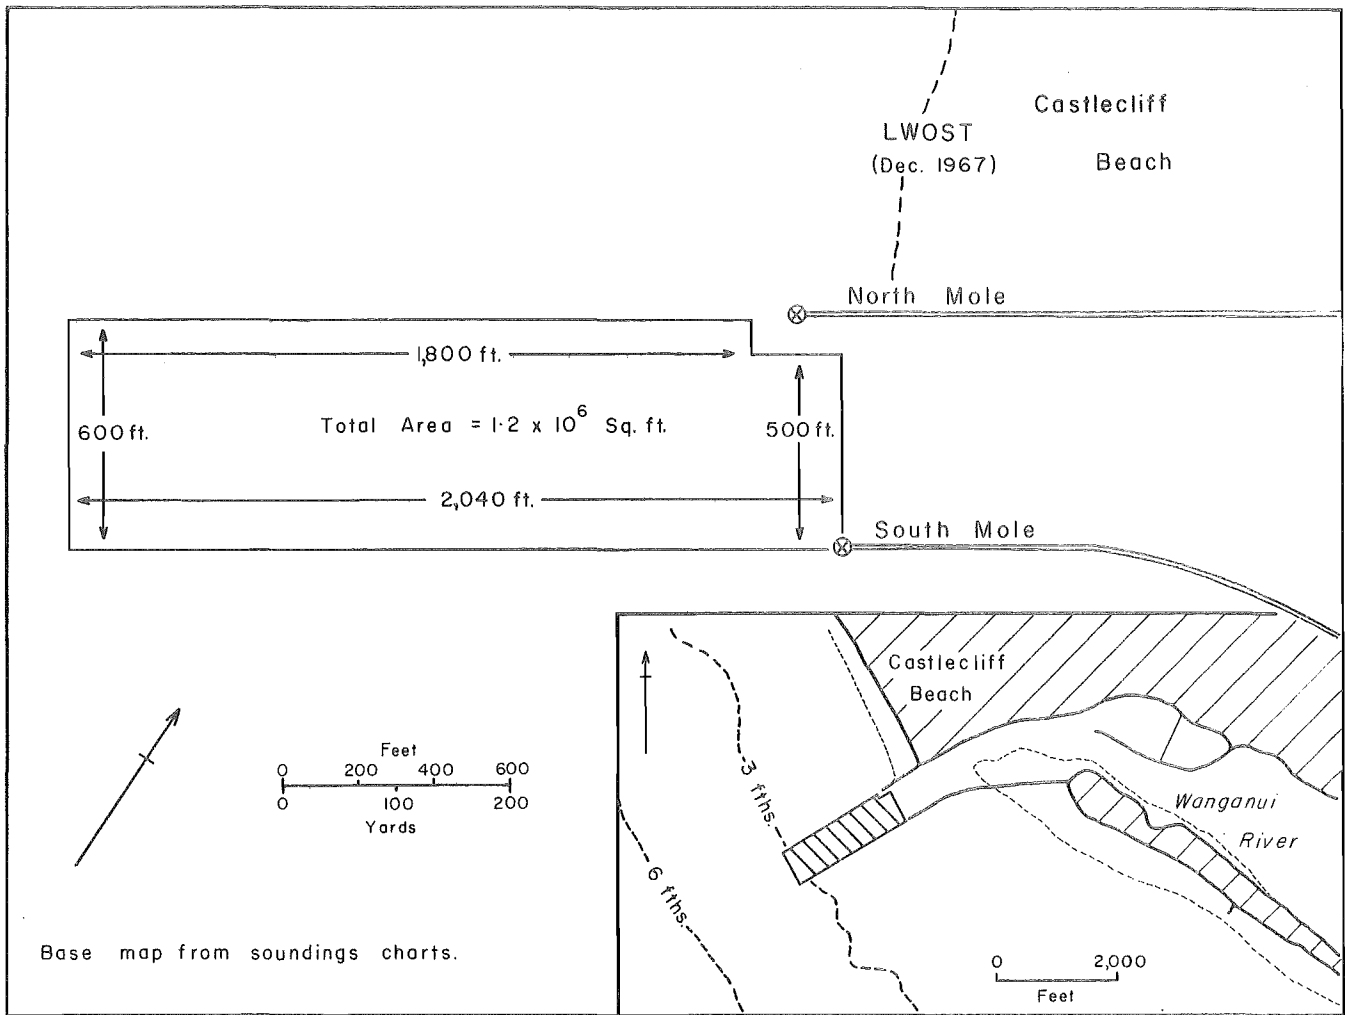 Castlecliff
Beach
LWOST
(Dec. 1967)
North Mole
1,800 ft.
600 ft.
Total Area = 1·2 x 10⁶ Sq. ft.
500 ft.
2,040 ft.
South Mole
Castlecliff
Beach
3 fths.
6 fths.
Wanganui
River
Feet
0 200 400 600
0 100 200
Yards
Base map from soundings charts.
0 2,000
Feet